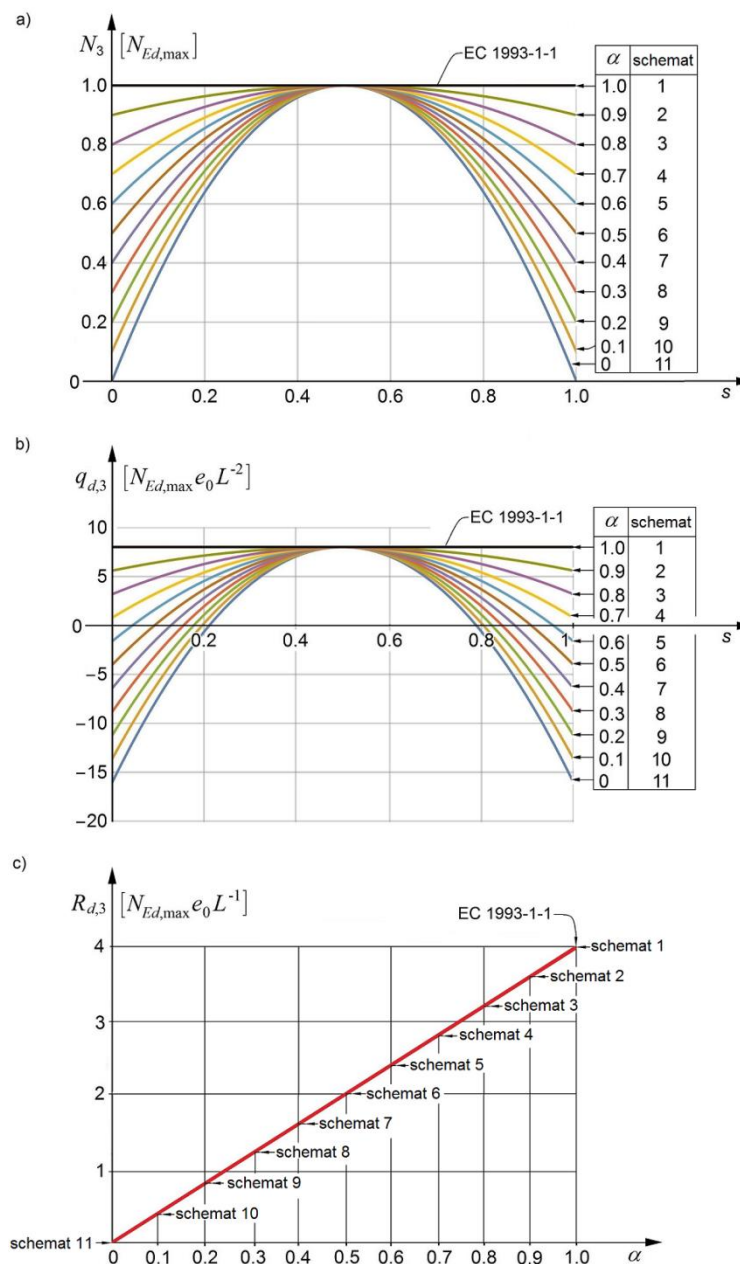 a)
N₃ [N_Ed,max]
EC 1993-1-1
α schemat
1.0 1
0.9 2
0.8 3
0.7 4
0.6 5
0.5 6
0.4 7
0.3 8
0.2 9
0.1 10
0 11
1.0
0.8
0.6
0.4
0.2
0
0 0.2 0.4 0.6 0.8 1.0
s
b)
q_d,3 [N_Ed,max e₀ L⁻²]
EC 1993-1-1
α schemat
1.0 1
0.9 2
0.8 3
0.7 4
0.6 5
0.5 6
0.4 7
0.3 8
0.2 9
0.1 10
0 11
10
5
0
−5
−10
−15
−20
0.2 0.4 0.6 0.8 1
s
c)
R_d,3 [N_Ed,max e₀ L⁻¹]
EC 1993-1-1
4
3
2
1
schemat 1
schemat 2
schemat 3
schemat 4
schemat 5
schemat 6
schemat 7
schemat 8
schemat 9
schemat 10
schemat 11
0 0.1 0.2 0.3 0.4 0.5 0.6 0.7 0.8 0.9 1.0 α